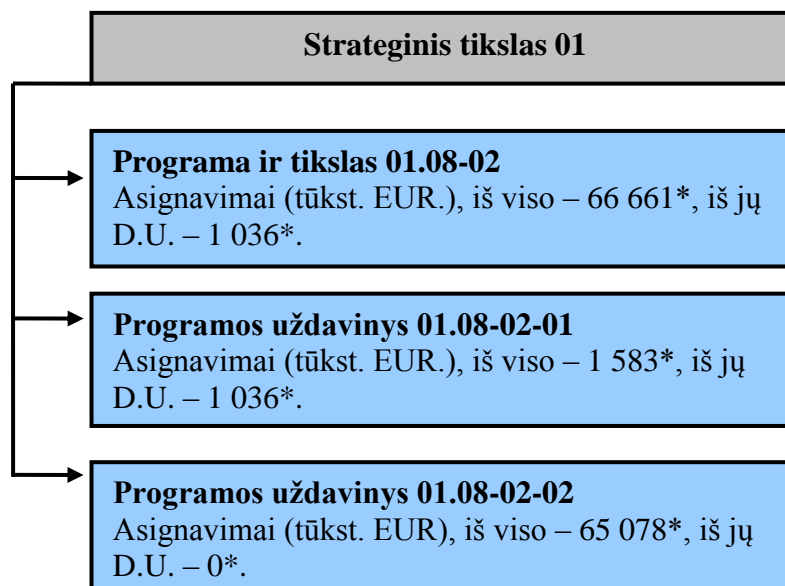 Strateginis tikslas 01
Programa ir tikslas 01.08-02
Asignavimai (tūkst. EUR.), iš viso – 66 661*, iš jų
D.U. – 1 036*.
Programos uždavinys 01.08-02-01
Asignavimai (tūkst. EUR.), iš viso – 1 583*, iš jų
D.U. – 1 036*.
Programos uždavinys 01.08-02-02
Asignavimai (tūkst. EUR), iš viso – 65 078*, iš jų
D.U. – 0*.